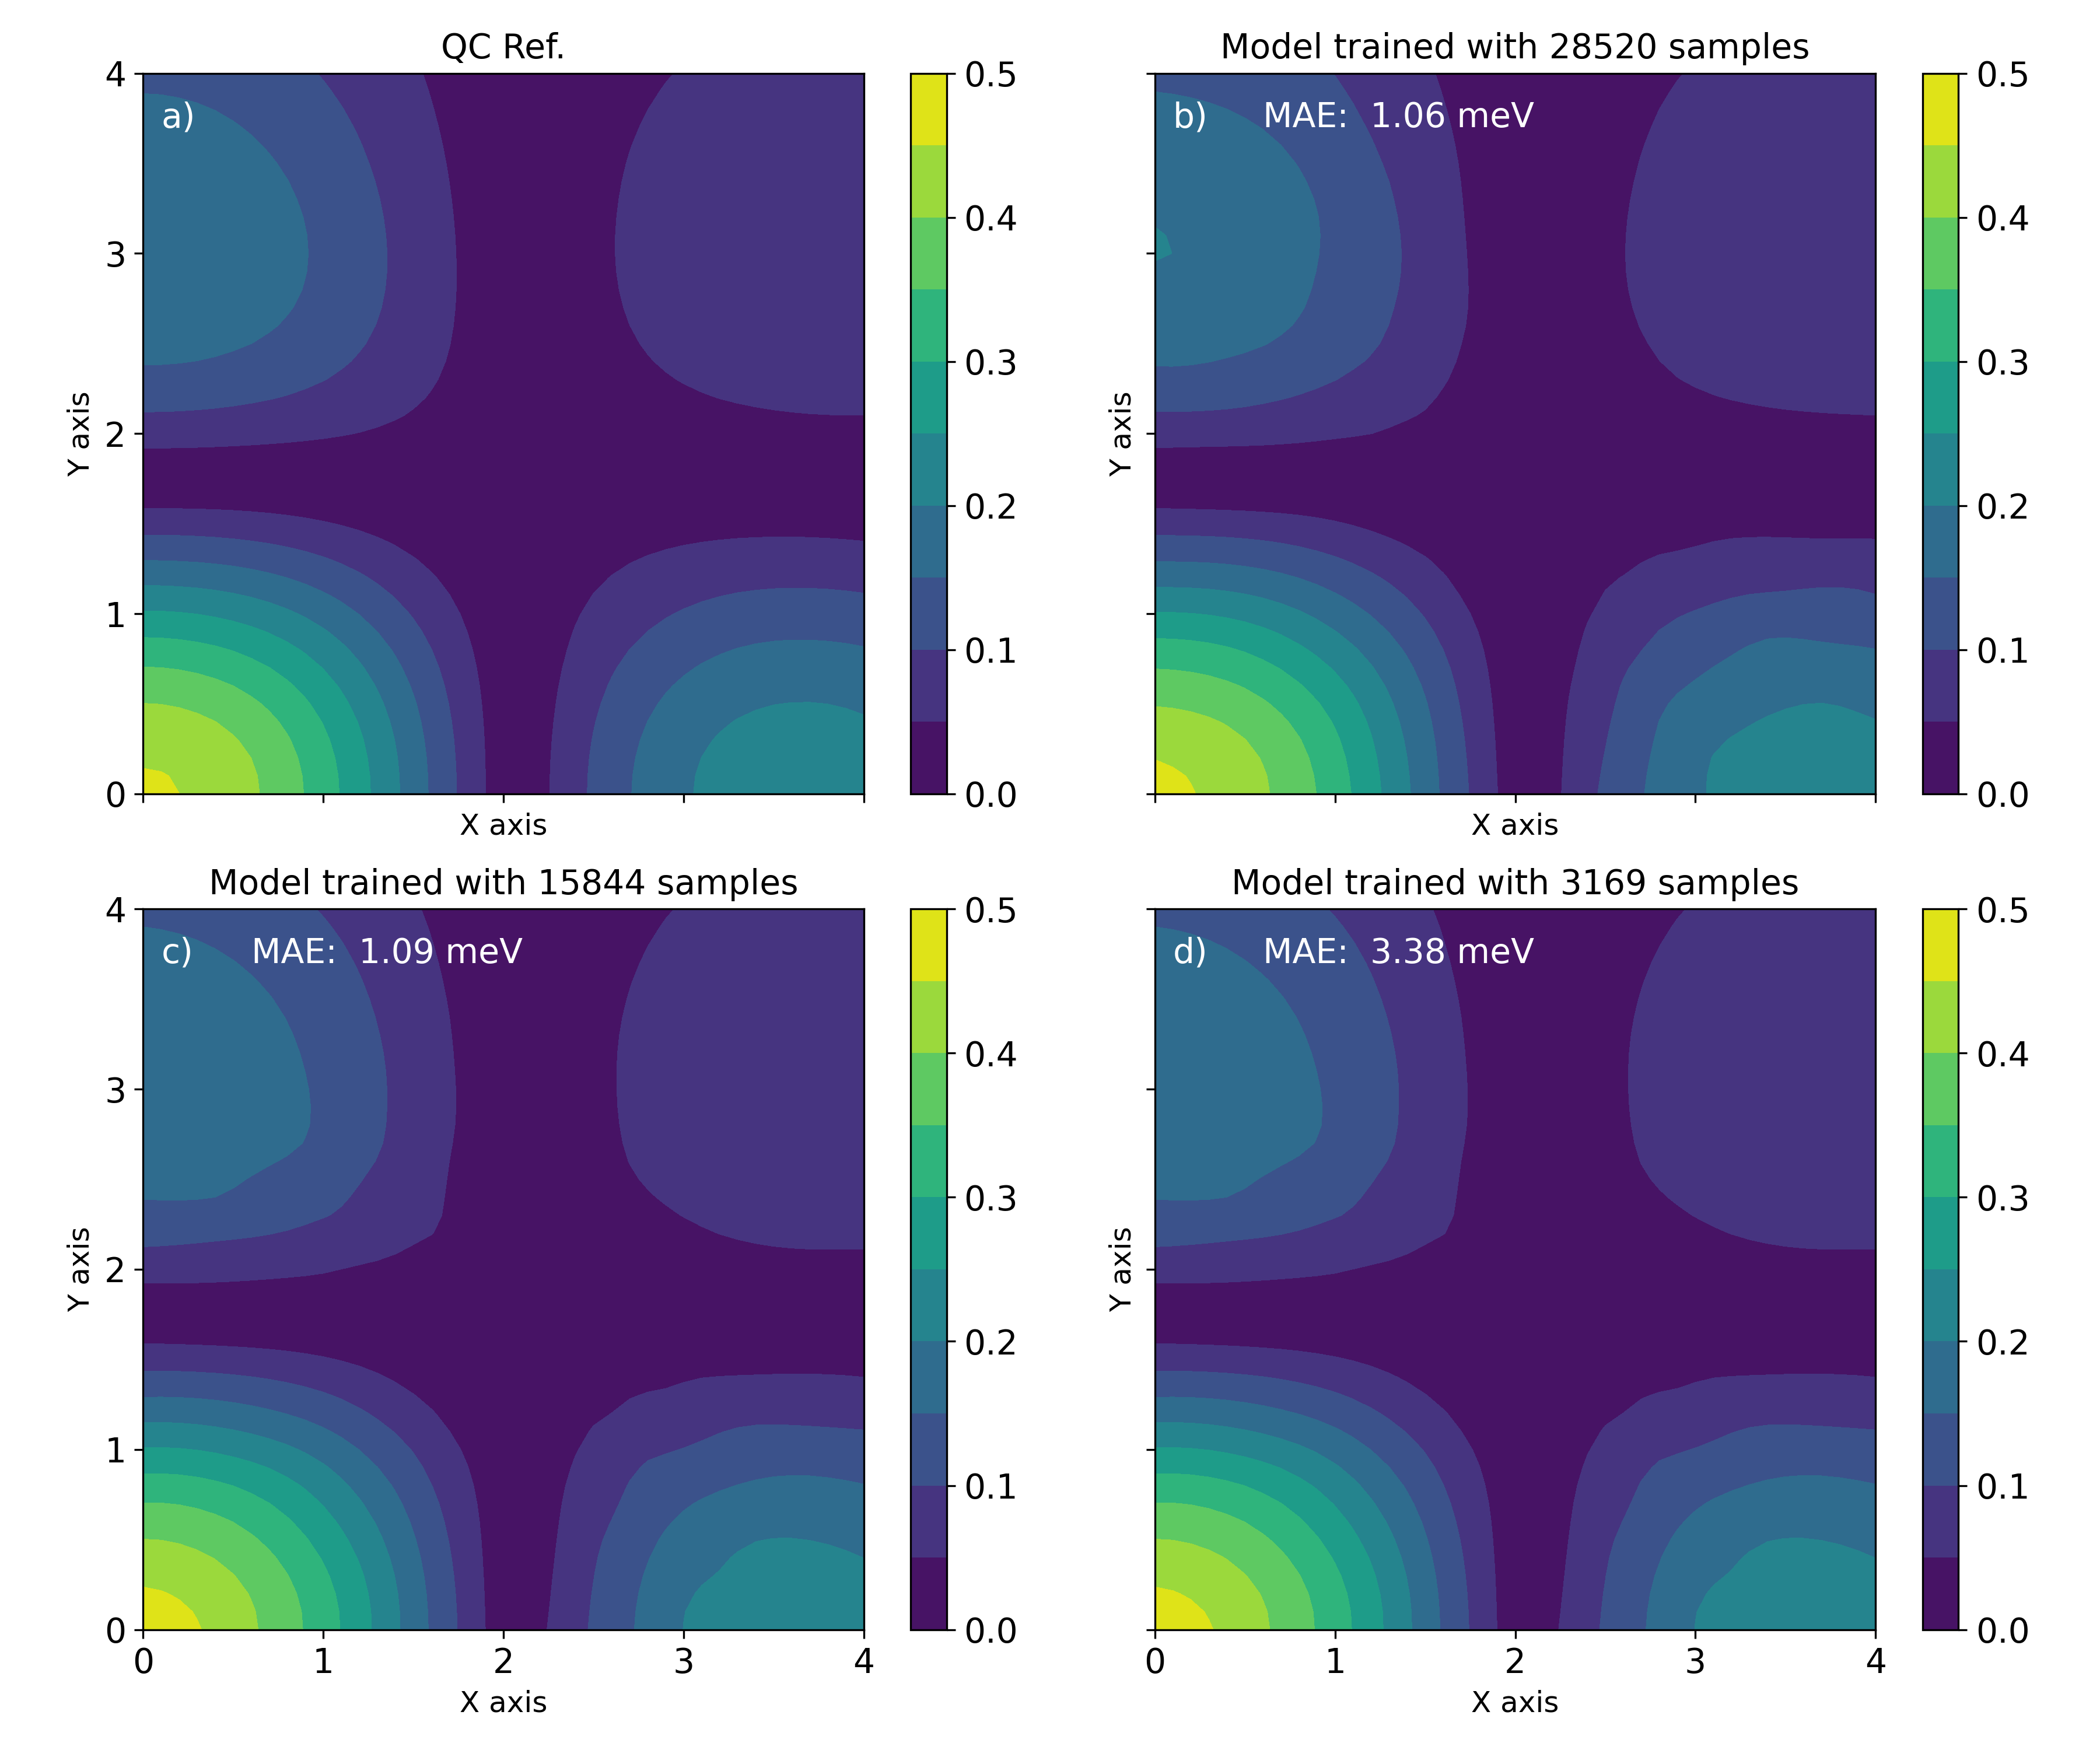 QC Ref.
a)
4
3
2
1
0
Y axis
X axis
0.5
0.4
0.3
0.2
0.1
0.0
Model trained with 28520 samples
b) MAE: 1.06 meV
Y axis
X axis
0.5
0.4
0.3
0.2
0.1
0.0
Model trained with 15844 samples
c) MAE: 1.09 meV
4
3
2
1
0
Y axis
0 1 2 3 4
X axis
0.5
0.4
0.3
0.2
0.1
0.0
Model trained with 3169 samples
d) MAE: 3.38 meV
Y axis
0 1 2 3 4
X axis
0.5
0.4
0.3
0.2
0.1
0.0